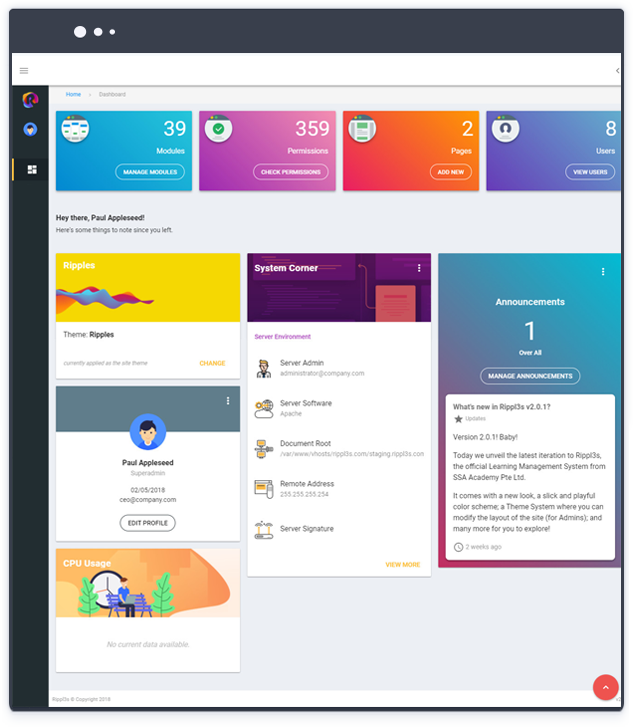 Home › Dashboard
39
Modules
MANAGE MODULES
359
Permissions
CHECK PERMISSIONS
2
Pages
ADD NEW
8
Users
VIEW USERS
Hey there, Paul Appleseed!
Here's some things to note since you left.
Ripples
Theme: Ripples
currently applied as the site theme
CHANGE
Paul Appleseed
Superadmin
02/05/2018
ceo@company.com
EDIT PROFILE
CPU Usage
No current data available.
System Corner
Server Environment
Server Admin
administrator@company.com
Server Software
Apache
Document Root
/var/www/vhosts/rippl3s.com/staging.rippl3s.com
Remote Address
255.255.255.254
Server Signature
VIEW MORE
Announcements
1
Over All
MANAGE ANNOUNCEMENTS
What's new in Rippl3s v2.0.1?
Updates
Version 2.0.1! Baby!
Today we unveil the latest iteration to Rippl3s,
the official Learning Management System from
SSA Academy Pte Ltd.
It comes with a new look, a slick and playful
color scheme; a Theme System where you can
modify the layout of the site (for Admins); and
many more for you to explore!
2 weeks ago
Rippl3s © Copyright 2018